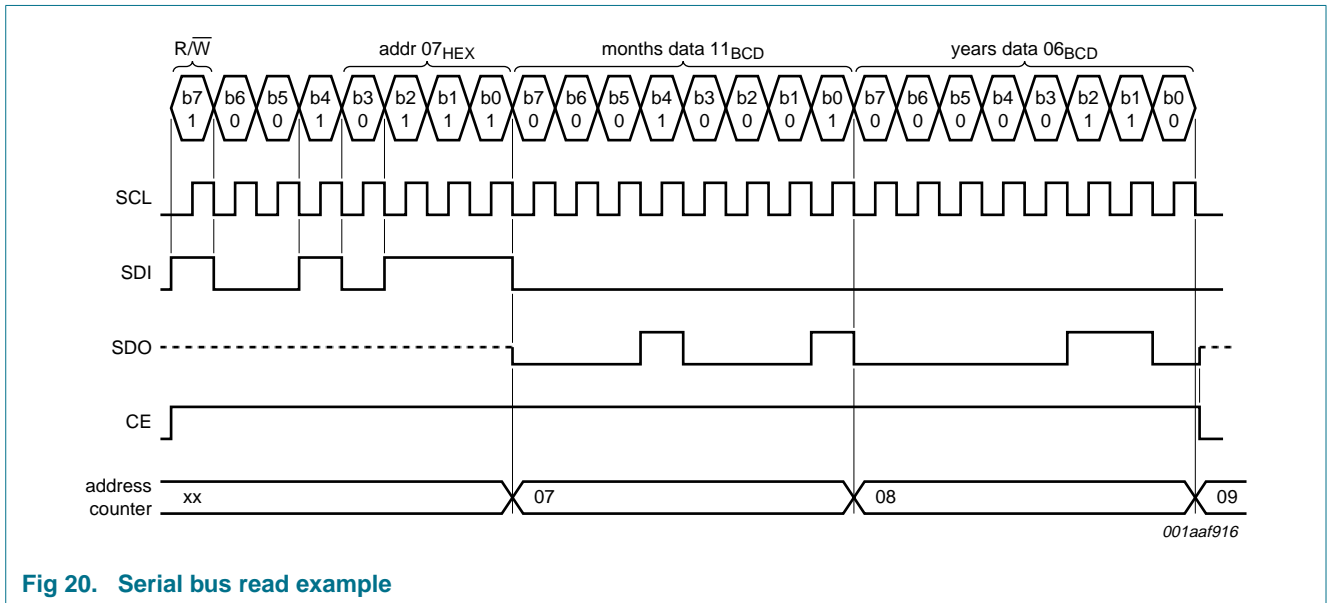 R/W addr 07HEX months data 11BCD years data 06BCD
b7 b6 b5 b4 b3 b2 b1 b0 b7 b6 b5 b4 b3 b2 b1 b0 b7 b6 b5 b4 b3 b2 b1 b0
1 0 0 1 0 1 1 1 0 0 0 1 0 0 0 1 0 0 0 0 0 1 1 0
SCL
SDI
SDO
CE
address
counter
xx 07 08 09
001aaf916
Fig 20. Serial bus read example